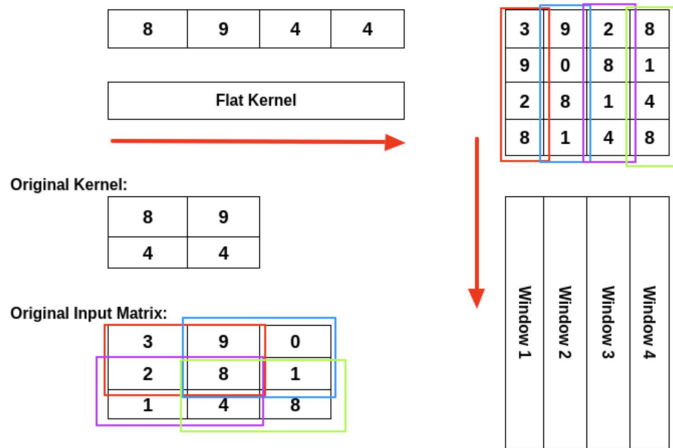 8 9 4 4
Flat Kernel
3 9 2 8
9 0 8 1
2 8 1 4
8 1 4 8
Original Kernel:
8 9
4 4
Original Input Matrix:
3 9 0
2 8 1
1 4 8
Window 1
Window 2
Window 3
Window 4